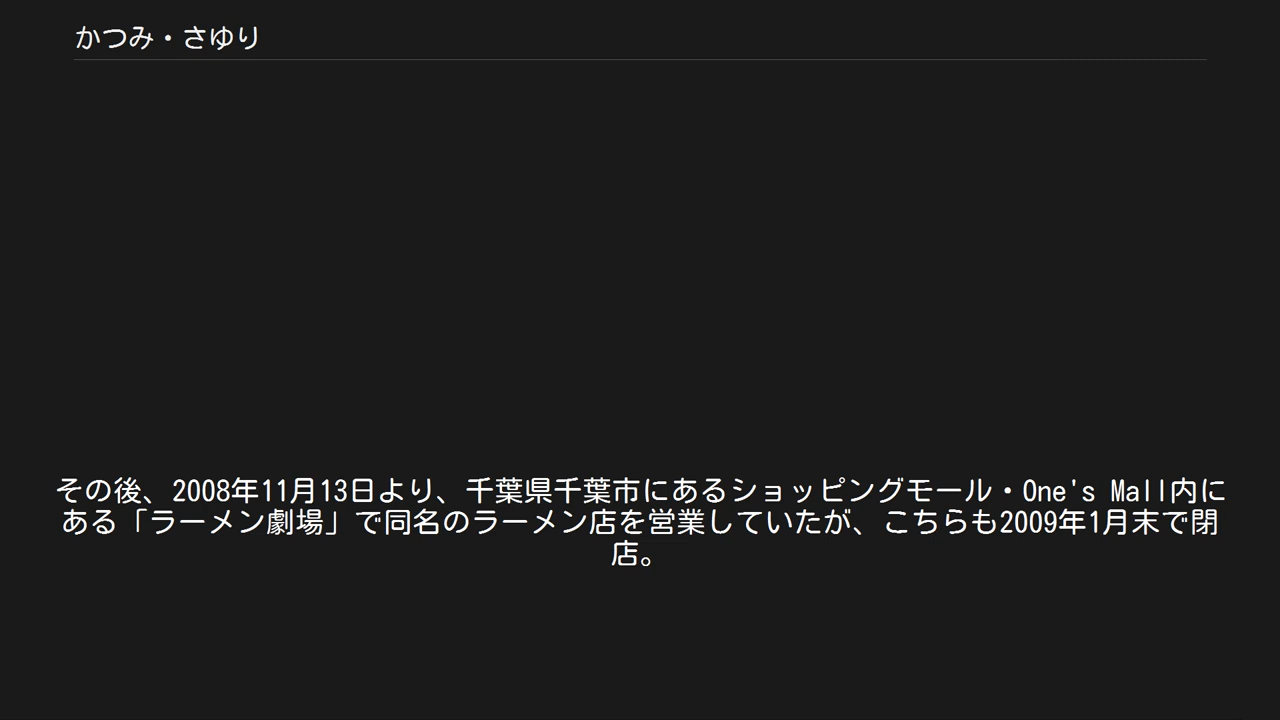 かつみ・さゆり
その後、2008年11月13日より、千葉県千葉市にあるショッピングモール・One's Mall内に
ある「ラーメン劇場」で同名のラーメン店を営業していたが、こちらも2009年1月末で閉
店。